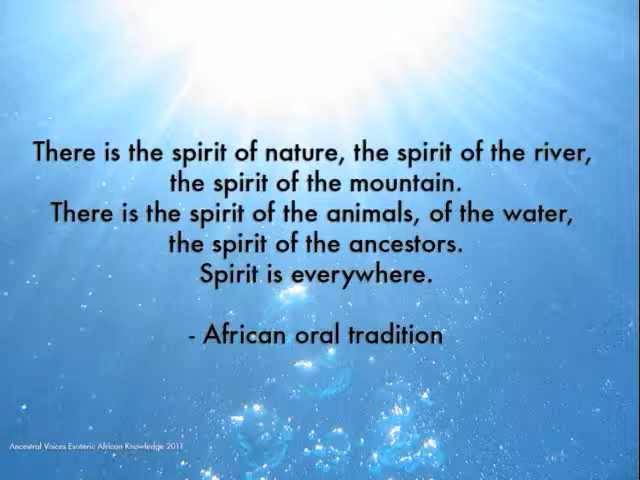 There is the spirit of nature, the spirit of the river,
the spirit of the mountain.
There is the spirit of the animals, of the water,
the spirit of the ancestors.
Spirit is everywhere.
- African oral tradition
Ancestral Voices Esoteric African Knowledge 2011